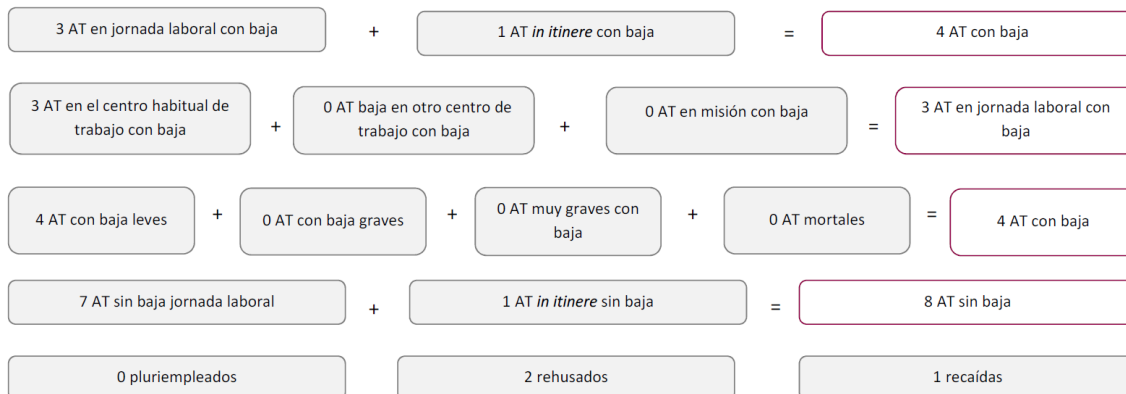 3 AT en jornada laboral con baja + 1 AT in itinere con baja = 4 AT con baja
3 AT en el centro habitual de trabajo con baja + 0 AT baja en otro centro de trabajo con baja + 0 AT en misión con baja = 3 AT en jornada laboral con baja
4 AT con baja leves + 0 AT con baja graves + 0 AT muy graves con baja + 0 AT mortales = 4 AT con baja
7 AT sin baja jornada laboral + 1 AT in itinere sin baja = 8 AT sin baja
0 pluriempleados 2 rehusados 1 recaídas